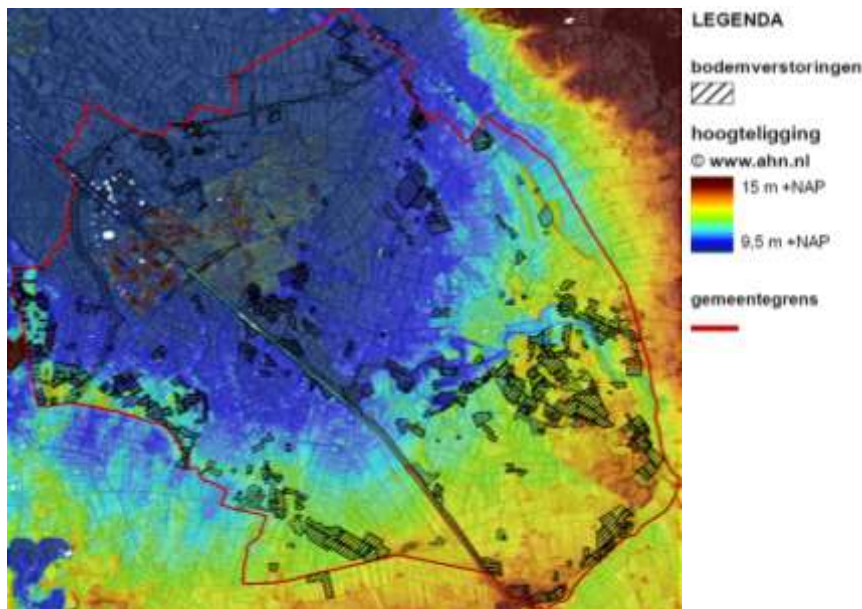 LEGENDA
bodemverstoringen
hoogteligging
© www.ahn.nl
15 m +NAP
9,5 m +NAP
gemeentegrens